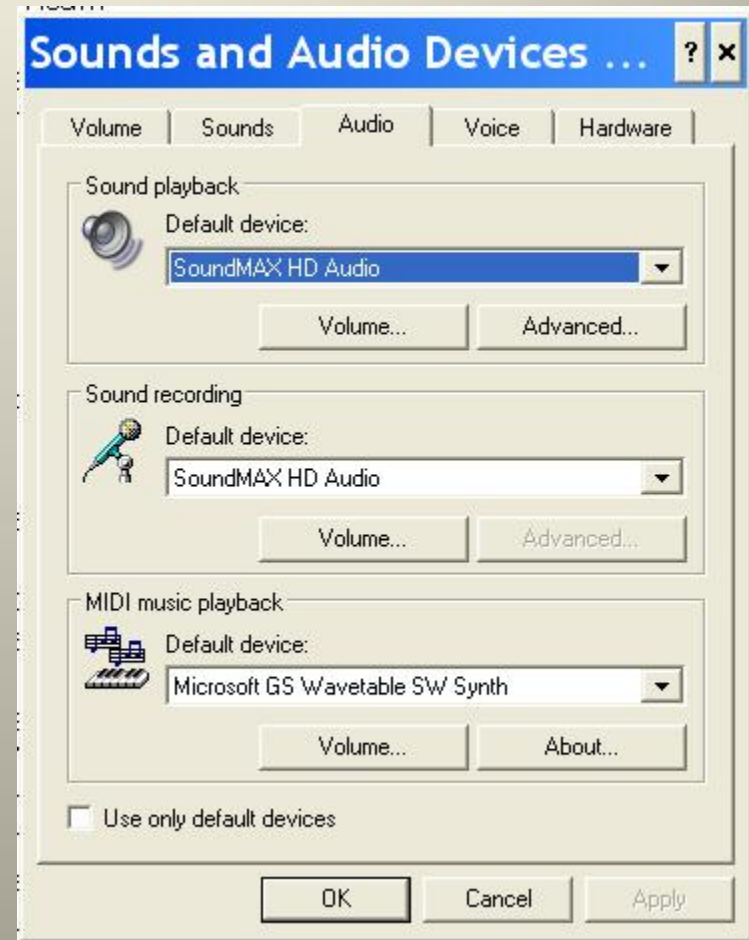 Sounds and Audio Devices ... ? ×
Volume Sounds Audio Voice Hardware
Sound playback
Default device:
SoundMAX HD Audio
Volume... Advanced...
Sound recording
Default device:
SoundMAX HD Audio
Volume... Advanced...
MIDI music playback
Default device:
Microsoft GS Wavetable SW Synth
Volume... About...
Use only default devices
OK Cancel Apply